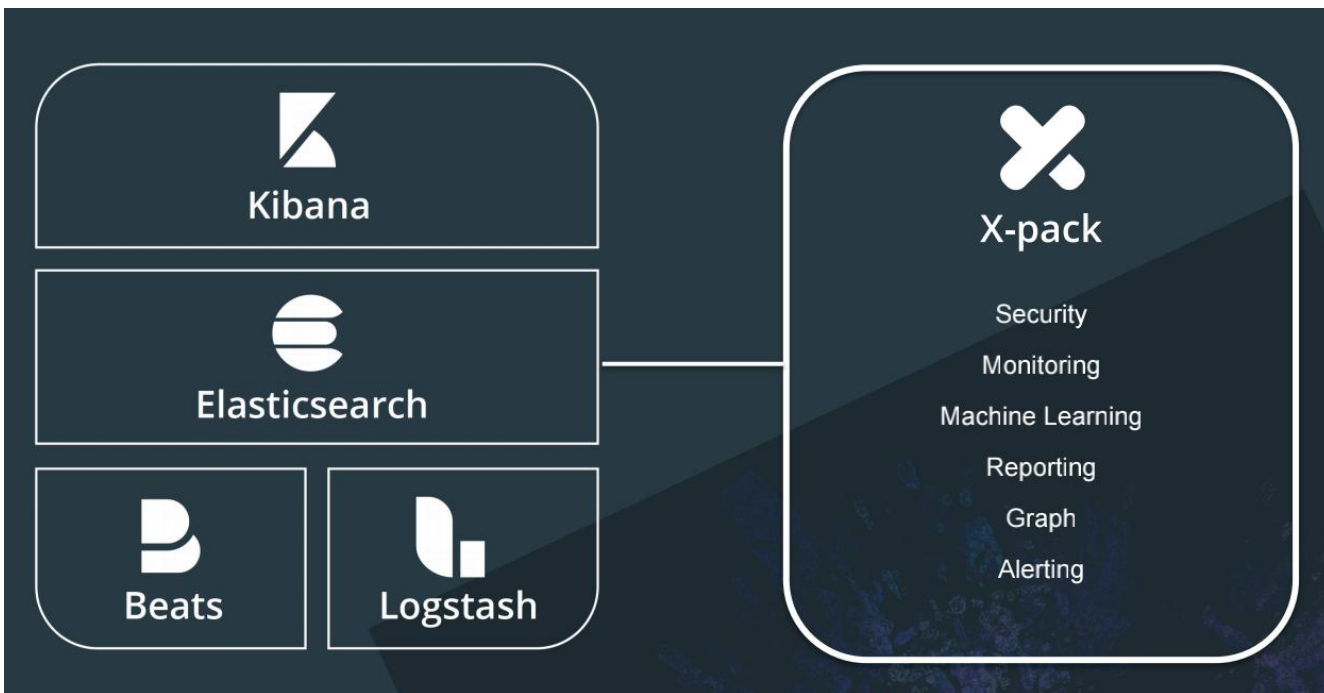 Kibana
Elasticsearch
Beats
Logstash
X-pack
Security
Monitoring
Machine Learning
Reporting
Graph
Alerting